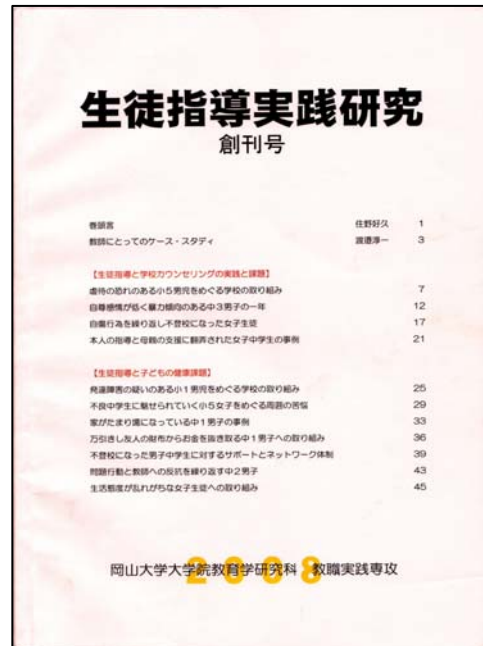 生徒指導実践研究
創刊号
巻頭言 住野好久 1
教師にとってのケース・スタディ 渡邉淳一 3
【生徒指導と学校カウンセリングの実践と課題】
虐待の恐れのある小5男児をめぐる学校の取り組み 7
自尊感情が低く暴力傾向のある中3男子の一年 12
自傷行為を繰り返し不登校になった女子生徒 17
本人の指導と母親の支援に翻弄された女子中学生の事例 21
【生徒指導と子どもの健康課題】
発達障害の疑いのある小1男児をめぐる学校の取り組み 25
不良中学生に魅せられていく小5女子をめぐる周囲の苦悩 29
家がたまり場になっている中1男子の事例 33
万引きし友人の財布からお金を抜き取る中1男子への取り組み 36
不登校になった男子中学生に対するサポートとネットワーク体制 39
問題行動と教師への反抗を繰り返す中2男子 43
生活態度が乱れがちな女子生徒への取り組み 45
2008
岡山大学大学院教育学研究科 教職実践専攻